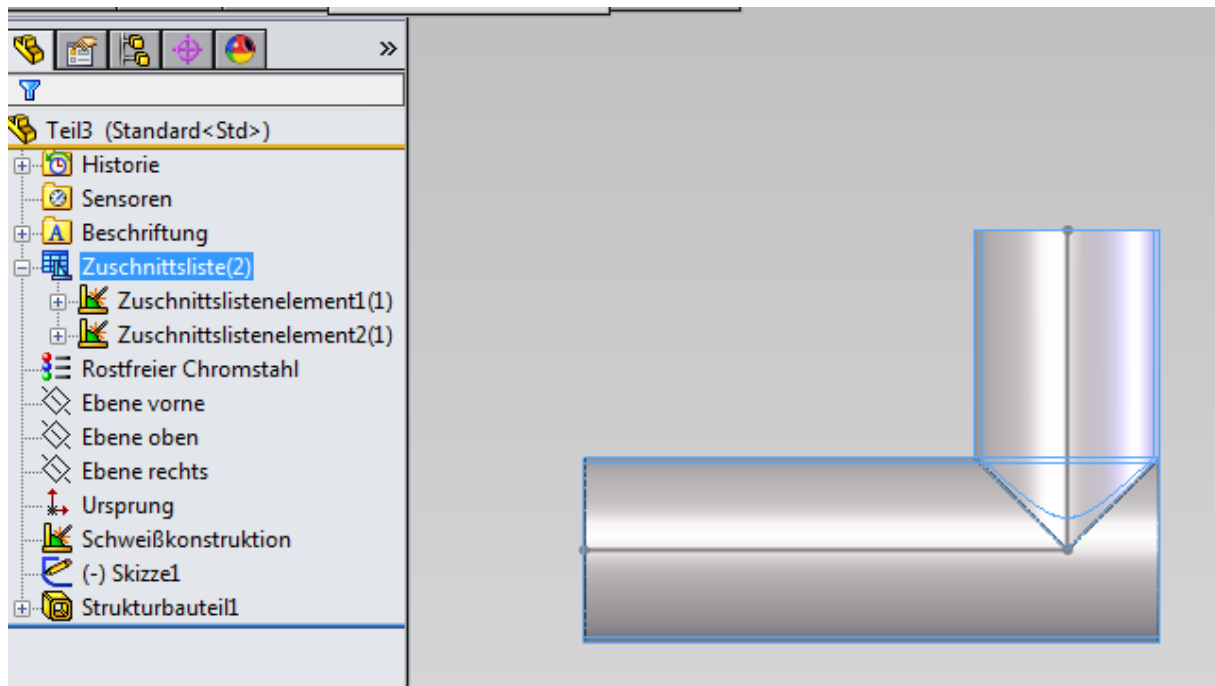 Teil3 (Standard<Std>)
Historie
Sensoren
Beschriftung
Zuschnittsliste(2)
Zuschnittslistenelement1(1)
Zuschnittslistenelement2(1)
Rostfreier Chromstahl
Ebene vorne
Ebene oben
Ebene rechts
Ursprung
Schweißkonstruktion
(-) Skizze1
Strukturbauteil1